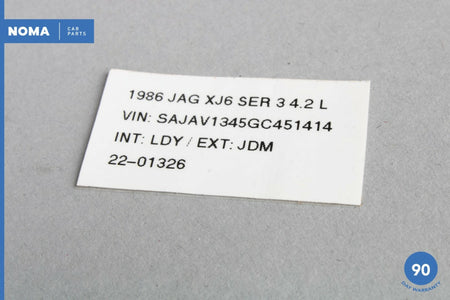 NOMA CAR
PARTS
1986 JAG XJ6 SER 3 4.2 L
VIN: SAJAV1345GC451414
INT: LDY / EXT: JDM
22-01326
90
DAY WARRANTY